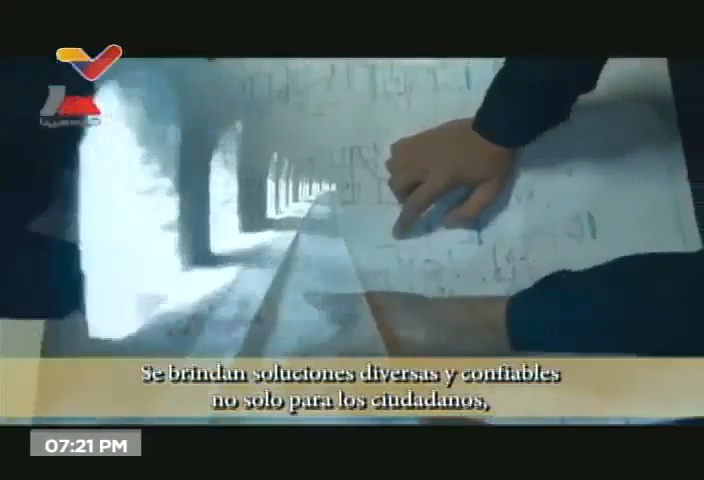 Se brindan soluciones diversas y confiables
no solo para los ciudadanos,
07:21 PM